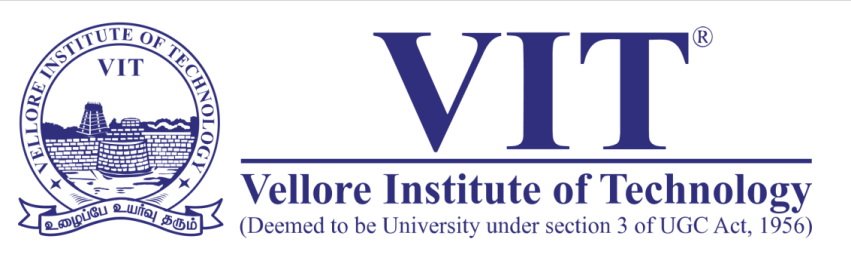 VELLORE INSTITUTE OF TECHNOLOGY
VIT
உழைப்பே உயர்வு தரும்
VIT®
Vellore Institute of Technology
(Deemed to be University under section 3 of UGC Act, 1956)